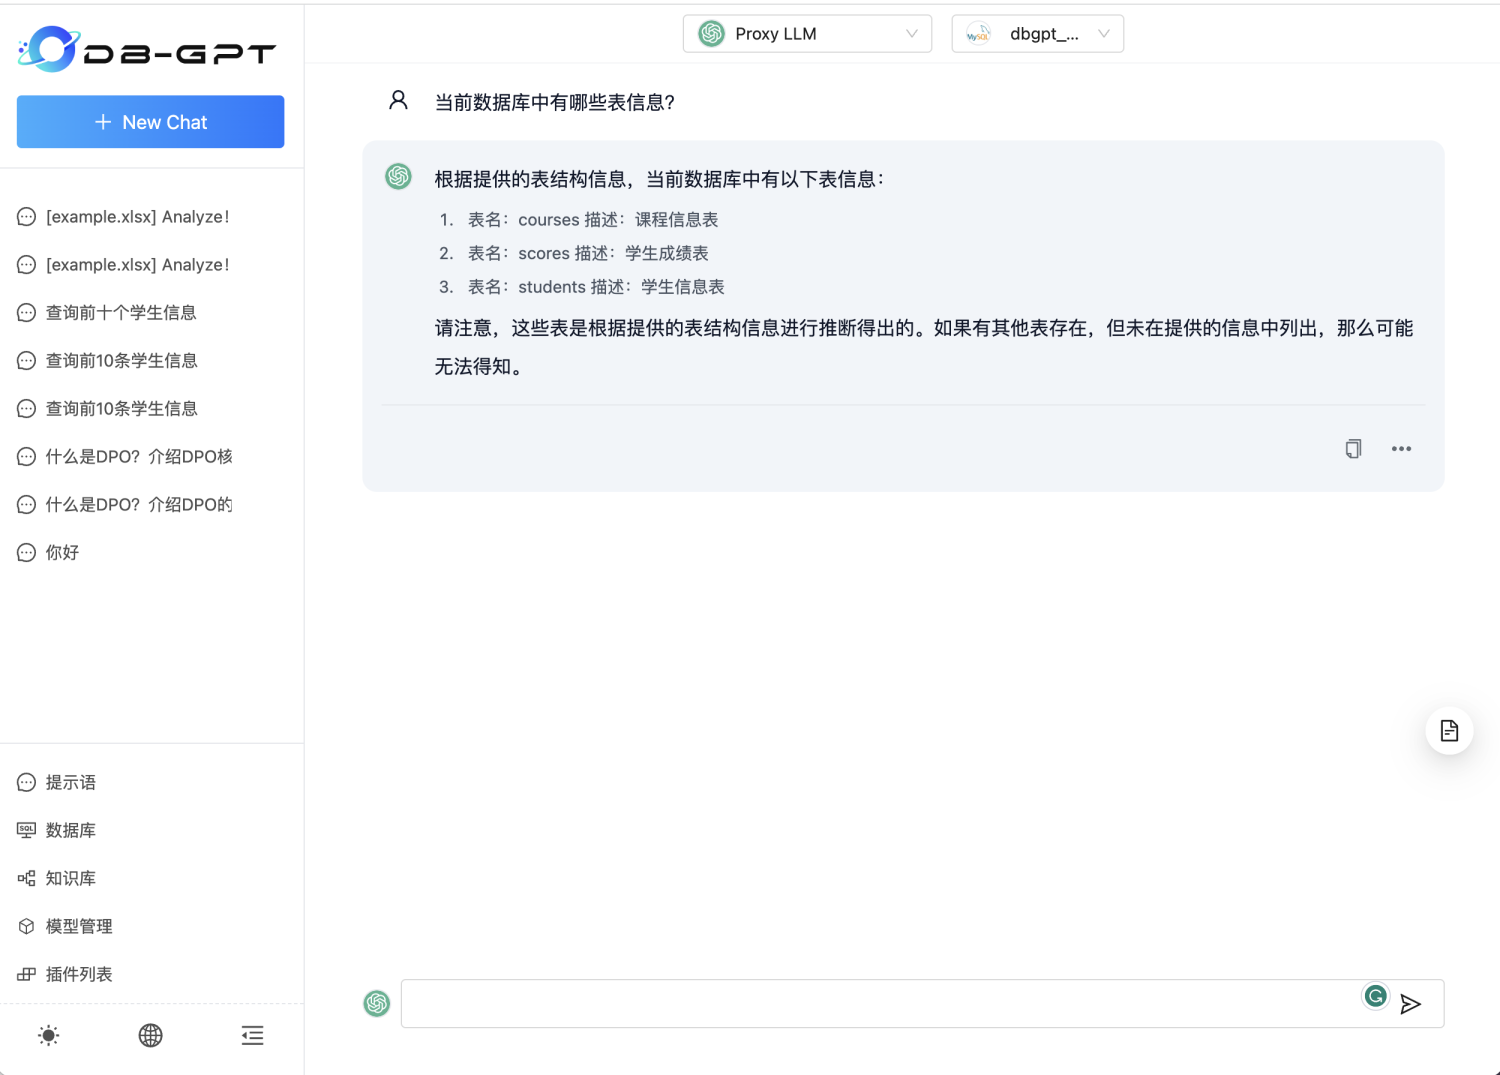 DB-GPT
+ New Chat
[example.xlsx] Analyze!
[example.xlsx] Analyze!
查询前十个学生信息
查询前10条学生信息
查询前10条学生信息
什么是DPO？介绍DPO核
什么是DPO？介绍DPO的
你好
提示语
SQL 数据库
知识库
模型管理
插件列表
Proxy LLM
MySQL dbgpt_...
当前数据库中有哪些表信息？
根据提供的表结构信息，当前数据库中有以下表信息：
1. 表名：courses 描述：课程信息表
2. 表名：scores 描述：学生成绩表
3. 表名：students 描述：学生信息表
请注意，这些表是根据提供的表结构信息进行推断得出的。如果有其他表存在，但未在提供的信息中列出，那么可能
无法得知。